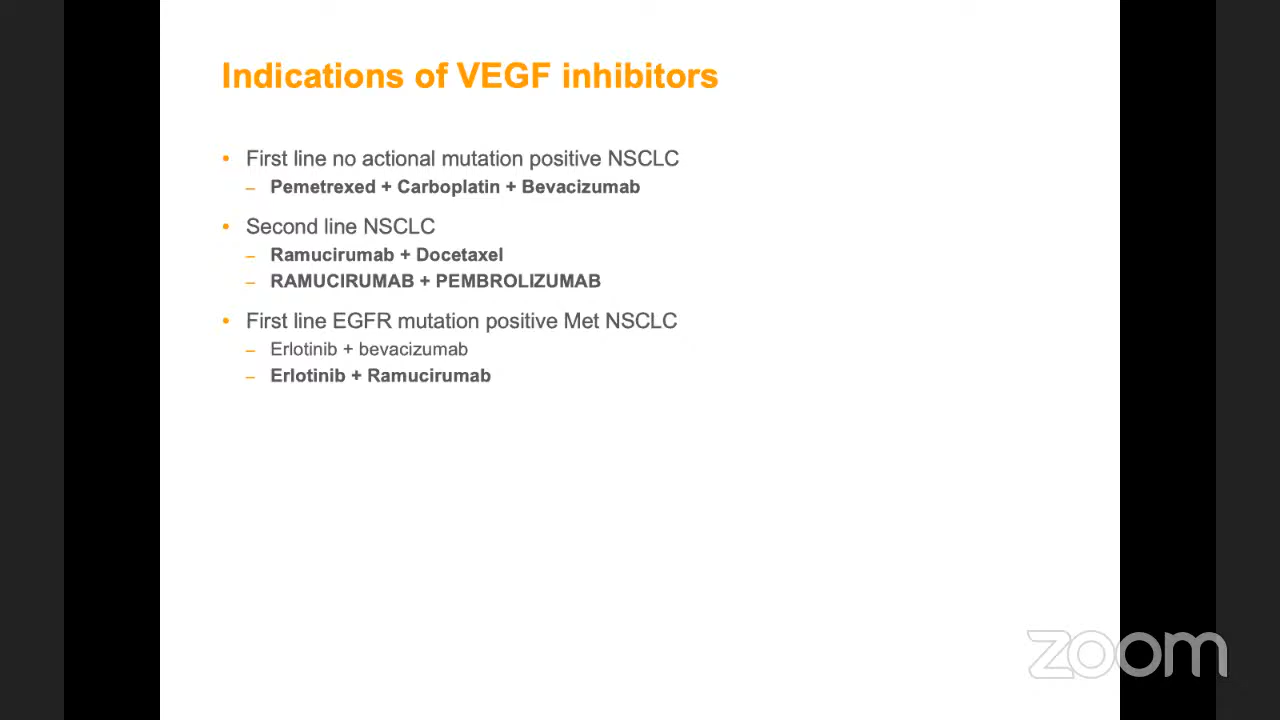 Indications of VEGF inhibitors
• First line no actional mutation positive NSCLC
– Pemetrexed + Carboplatin + Bevacizumab
• Second line NSCLC
– Ramucirumab + Docetaxel
– RAMUCIRUMAB + PEMBROLIZUMAB
• First line EGFR mutation positive Met NSCLC
– Erlotinib + bevacizumab
– Erlotinib + Ramucirumab
zoom